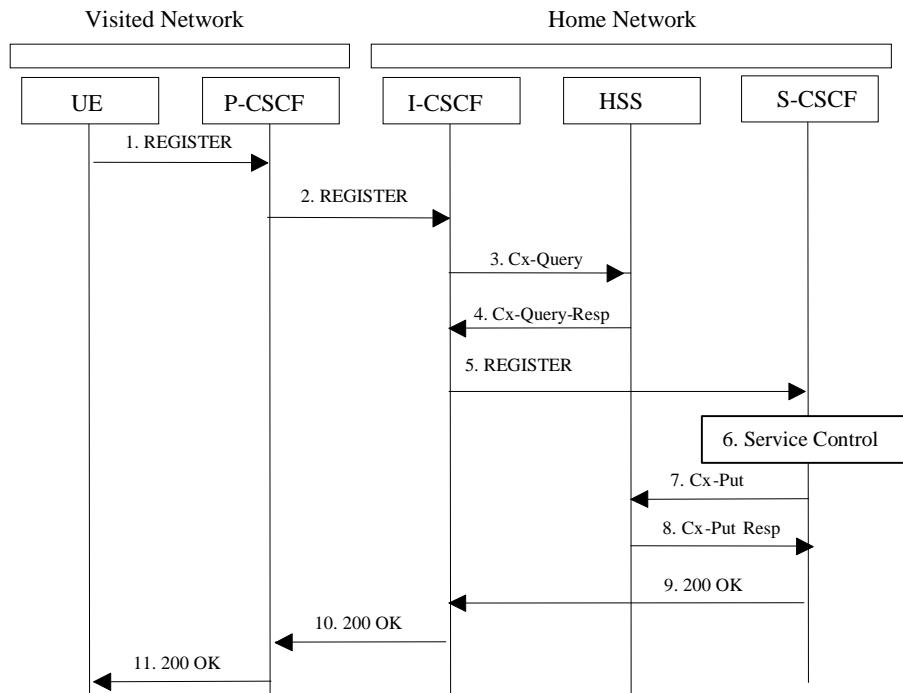 Visited Network
Home Network
UE
P-CSCF
I-CSCF
HSS
S-CSCF
1. REGISTER
2. REGISTER
3. Cx-Query
4. Cx-Query-Resp
5. REGISTER
6. Service Control
7. Cx-Put
8. Cx-Put Resp
9. 200 OK
10. 200 OK
11. 200 OK